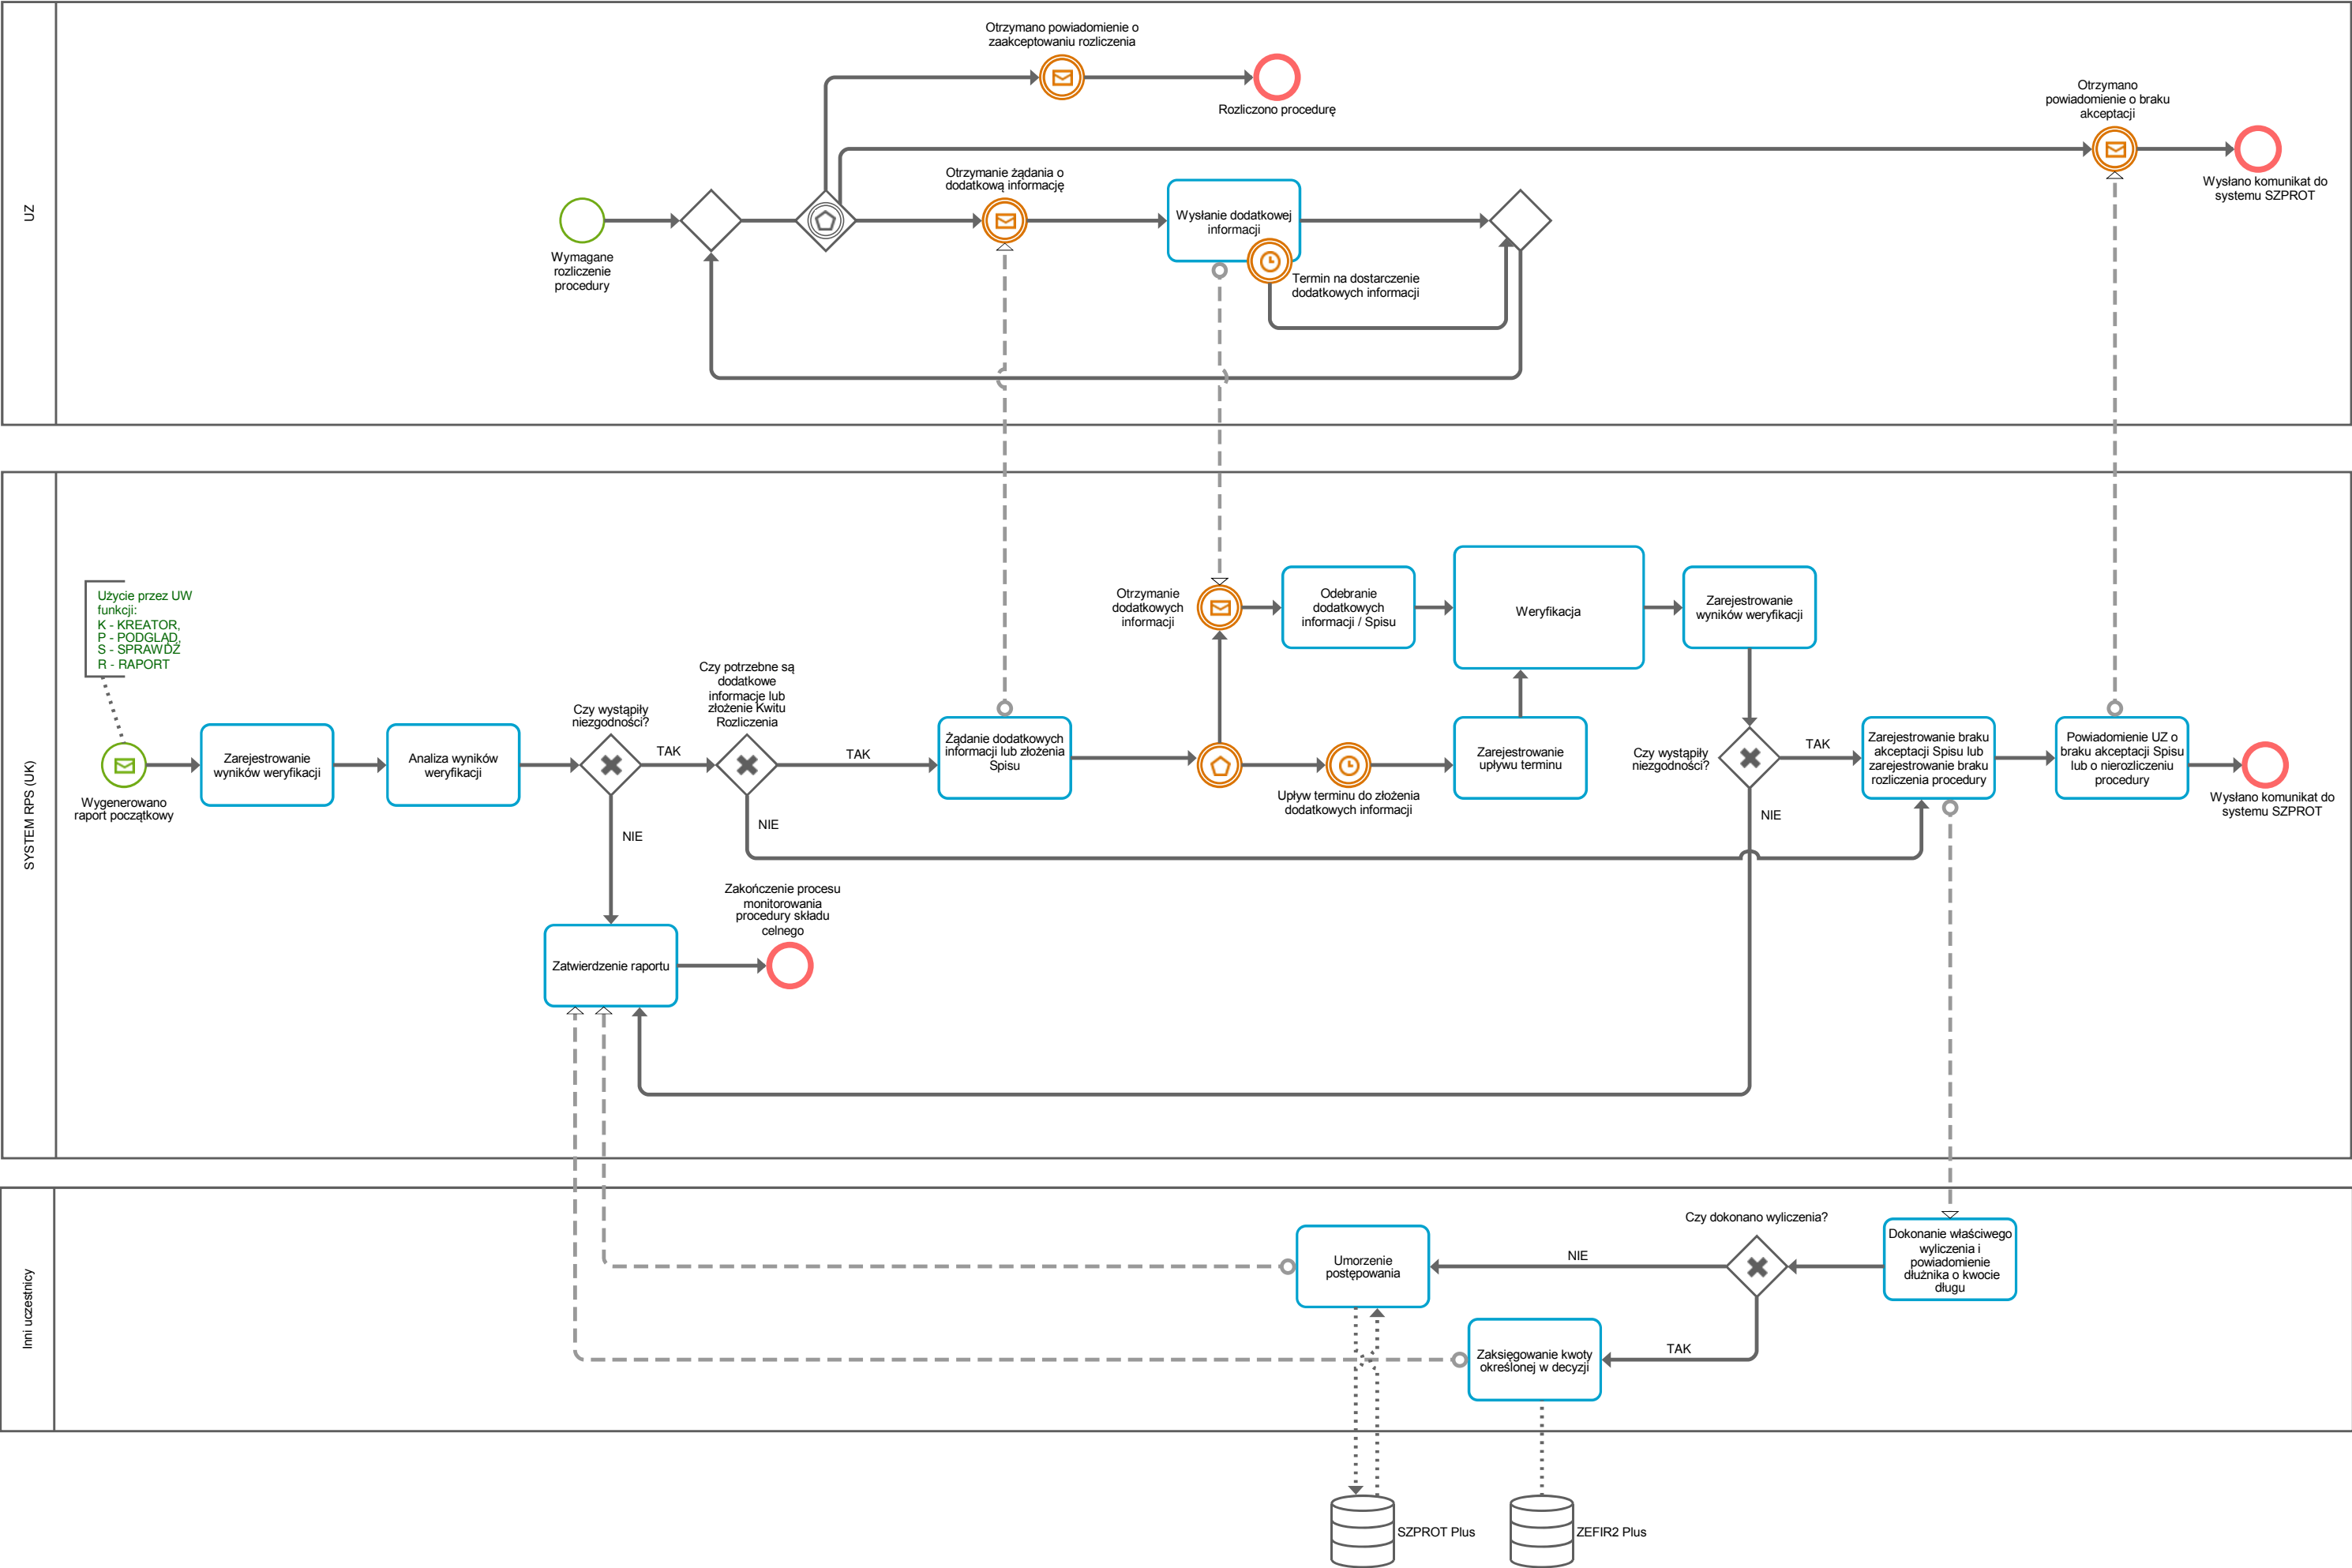 Otrzymano powiadomienie o
zaakceptowaniu rozliczenia
Rozliczono procedurę
Otrzymano
powiadomienie o braku
akceptacji
Wysłano komunikat do
systemu SZPROT
Otrzymanie żądania o
dodatkową informację
Wysłanie dodatkowej
informacji
Termin na dostarczenie
dodatkowych informacji
Wymagane
rozliczenie
procedury
UZ
Użycie przez UW
funkcji:
K - KREATOR,
P - PODGLĄD,
S - SPRAWDŹ
R - RAPORT
Wygenerowano
raport początkowy
Zarejestrowanie
wyników weryfikacji
Analiza wyników
weryfikacji
Czy wystąpiły
niezgodności?
TAK
NIE
Czy potrzebne są
dodatkowe
informacje lub
złożenie Kwitu
Rozliczenia
TAK
NIE
Żądanie dodatkowych
informacji lub złożenia
Spisu
Otrzymanie
dodatkowych
informacji
Odebranie
dodatkowych
informacji / Spisu
Weryfikacja
Zarejestrowanie
wyników weryfikacji
Upływ terminu do złożenia
dodatkowych informacji
Zarejestrowanie
upływu terminu
Czy wystąpiły
niezgodności?
TAK
NIE
Zarejestrowanie braku
akceptacji Spisu lub
zarejestrowanie braku
rozliczenia procedury
Powiadomienie UZ o
braku akceptacji Spisu
lub o nierozliczeniu
procedury
Wysłano komunikat do
systemu SZPROT
Zatwierdzenie raportu
Zakończenie procesu
monitorowania
procedury składu
celnego
SYSTEM RPS (UK)
Inni uczestnicy
Dokonanie właściwego
wyliczenia i
powiadomienie
dłużnika o kwocie
długu
Czy dokonano wyliczenia?
NIE
TAK
Umorzenie
postępowania
Zaksięgowanie kwoty
określonej w decyzji
SZPROT Plus
ZEFIR2 Plus